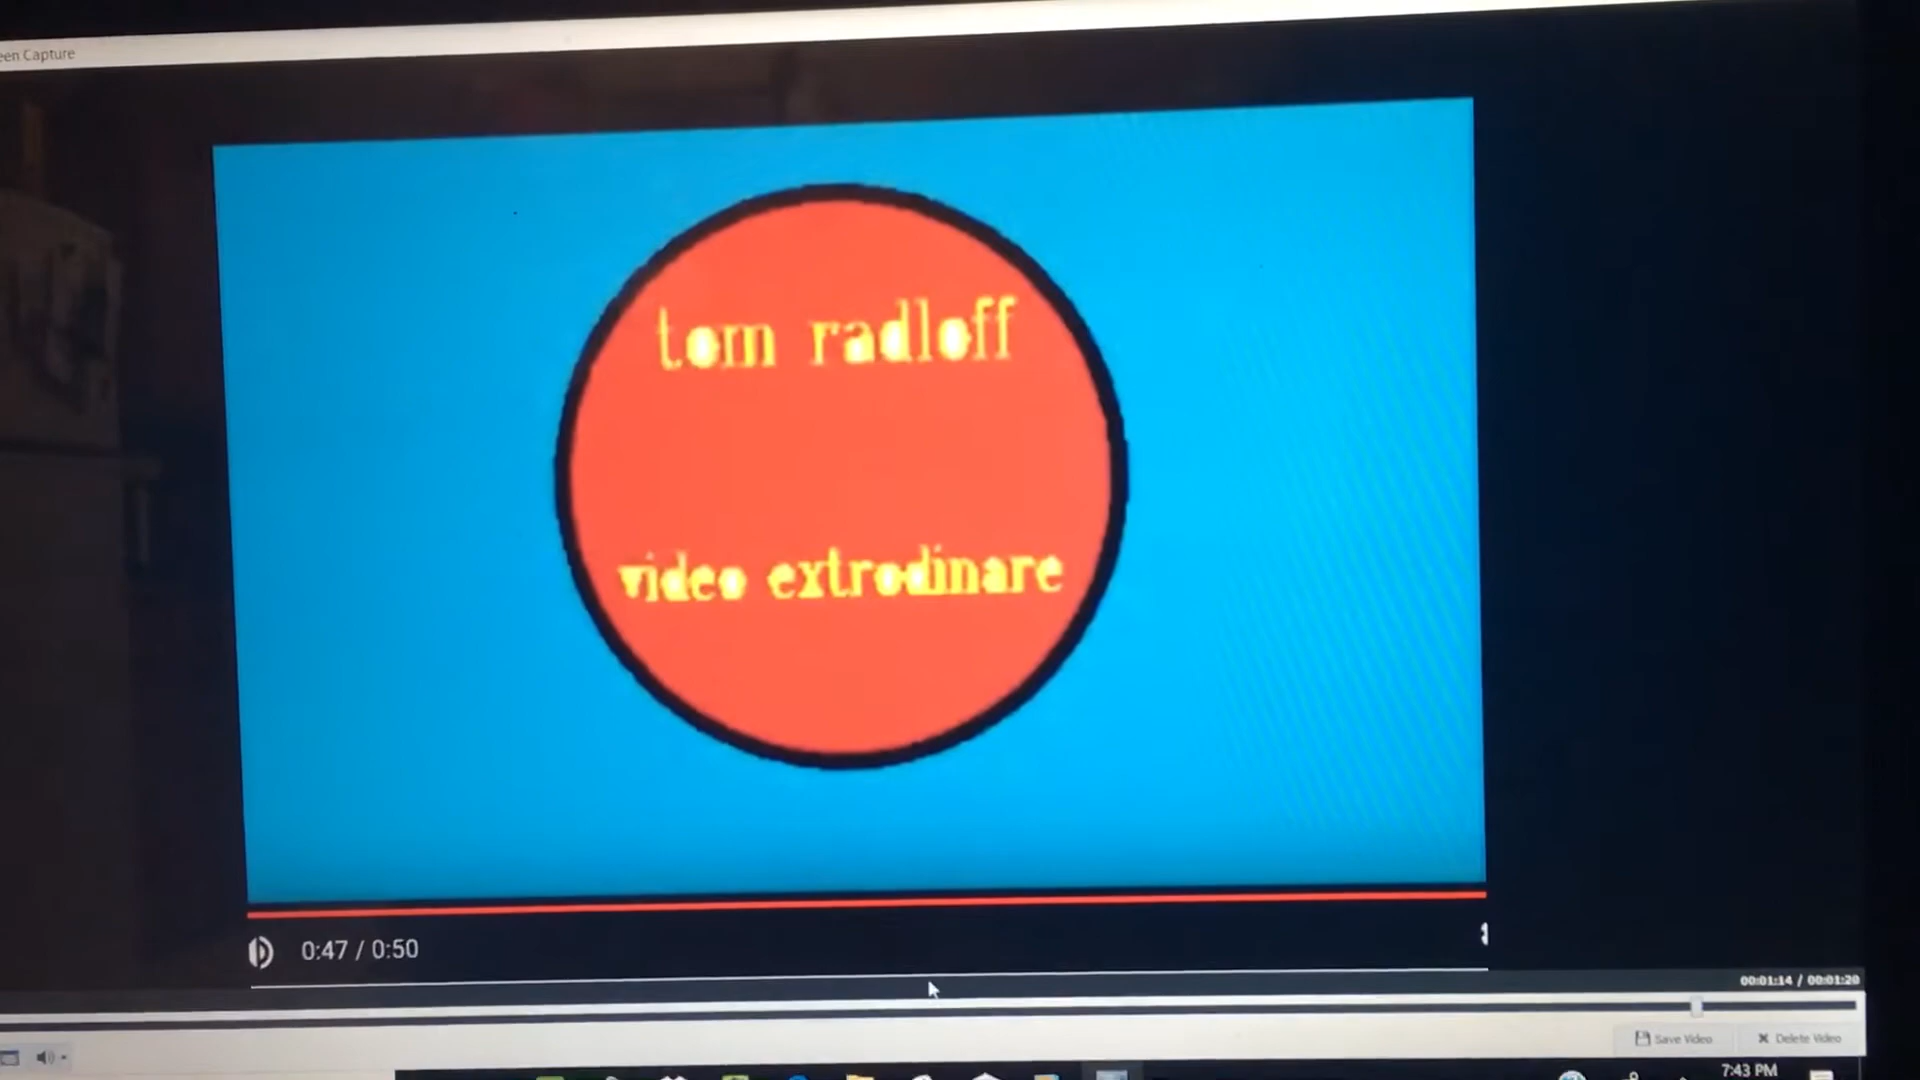 een Capture
tom radloff
video extrodinare
0:47 / 0:50
00:01:14 / 00:01:20
Save Video
Delete Video
7:43 PM